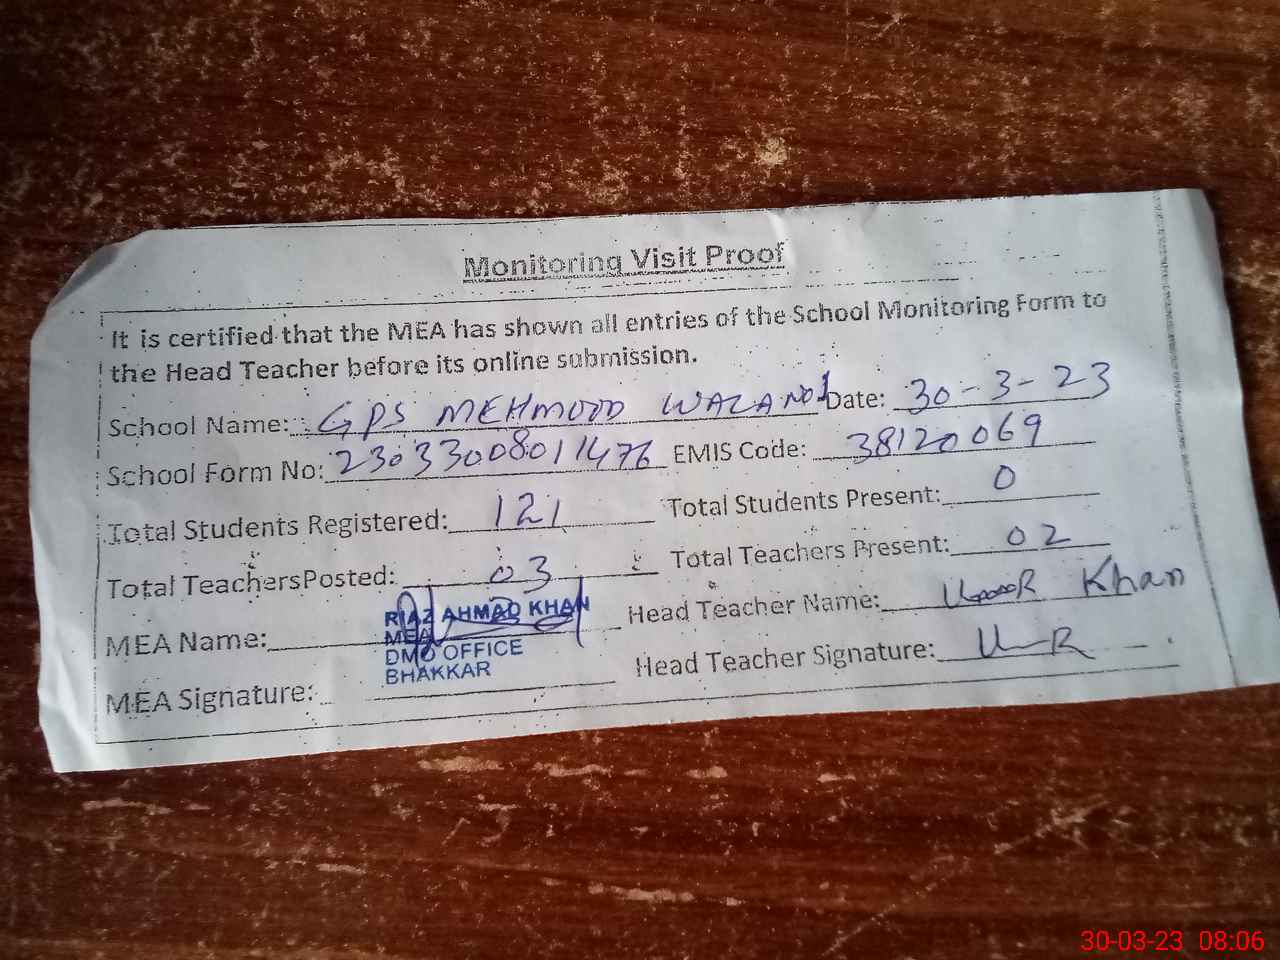 Monitoring Visit Proof
It is certified that the MEA has shown all entries of the School Monitoring Form to
the Head Teacher before its online submission.
School Name: GPS MEHMOOD WALA NO1 Date: 30-3-23
School Form No: 23033008011476 EMIS Code: 38120069
Total Students Registered: 121 Total Students Present: 0
Total Teachers Posted: 03 Total Teachers Present: 02
MEA Name: RIAZ AHMAD KHAN Head Teacher Name: Khan
MEA
DMO OFFICE
BHAKKAR
MEA Signature: Head Teacher Signature:
30-03-23 08:06